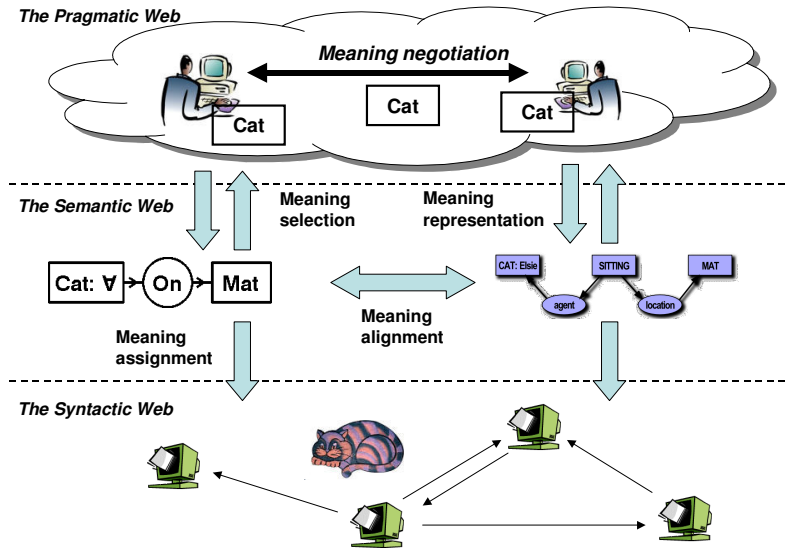 The Pragmatic Web
Meaning negotiation
Cat
Cat
Cat
The Semantic Web
Meaning
selection
Meaning
representation
Cat: ∀
On
Mat
CAT: Elsie
SITTING
MAT
agent
location
Meaning
assignment
Meaning
alignment
The Syntactic Web